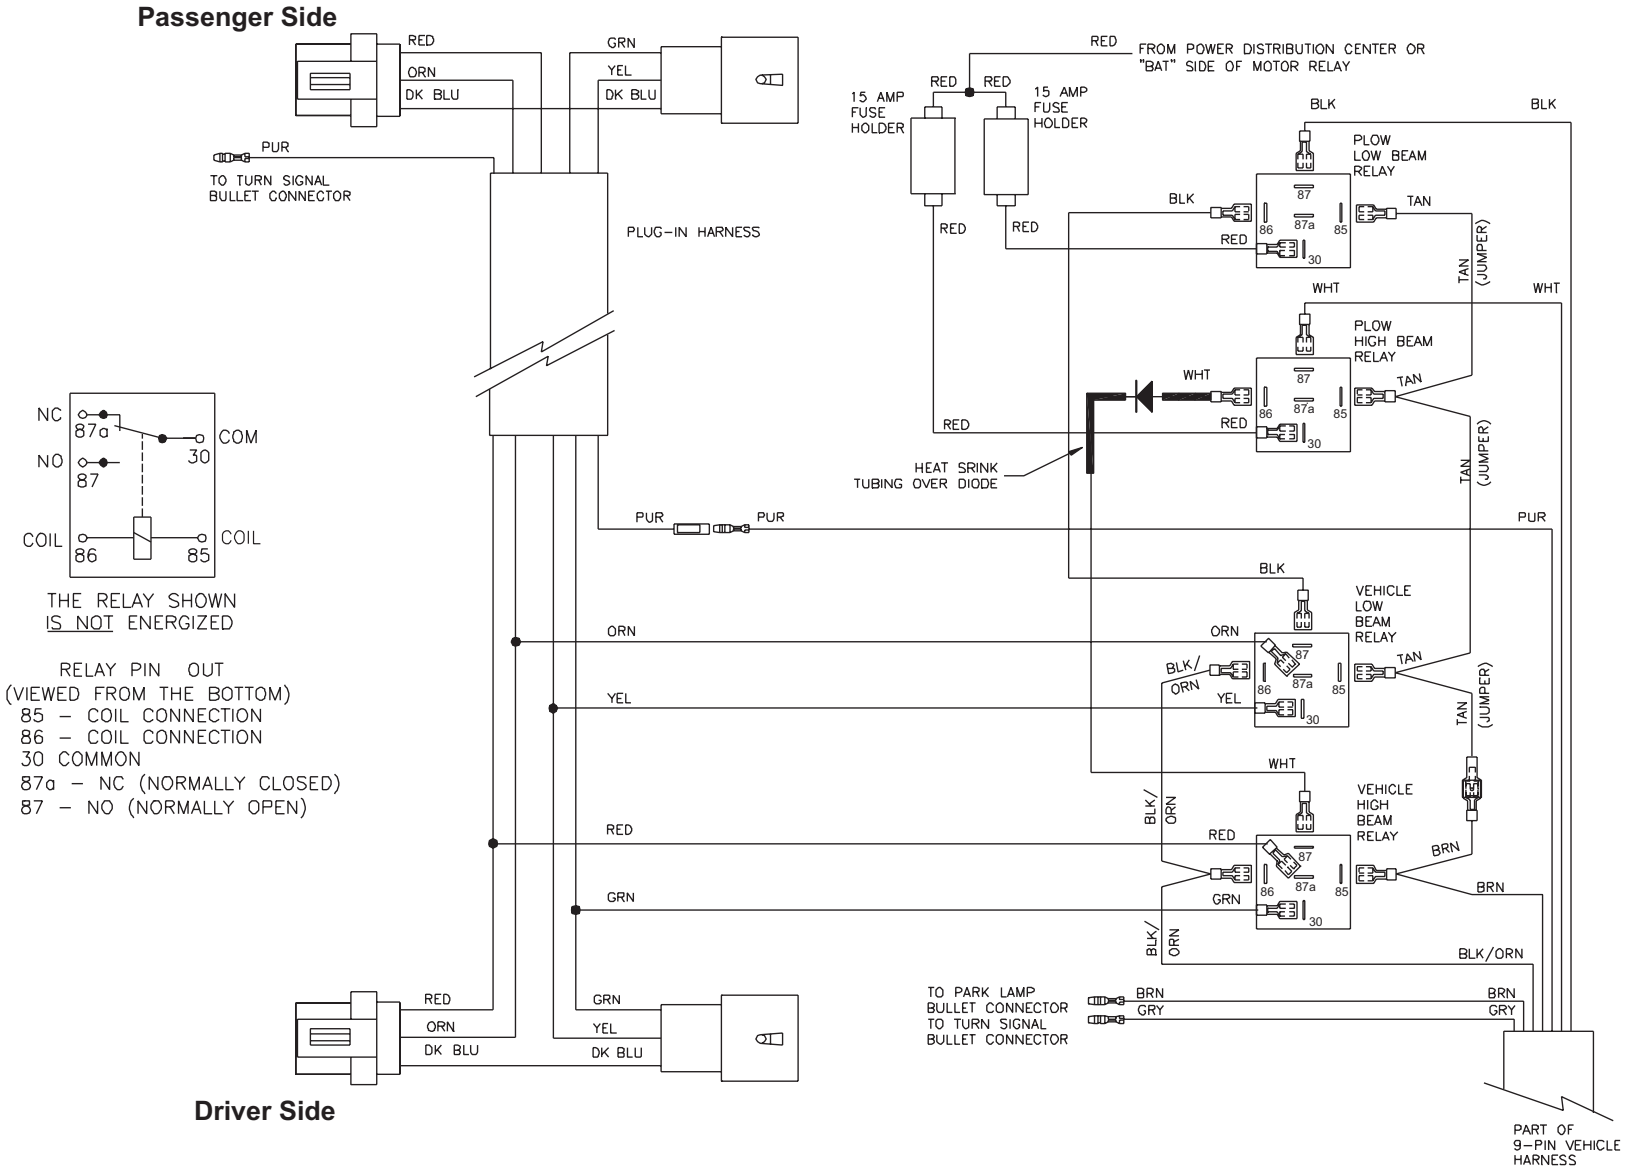 Passenger Side
RED
ORN
DK BLU
GRN
YEL
DK BLU
PUR
TO TURN SIGNAL
BULLET CONNECTOR
PLUG-IN HARNESS
RED
FROM POWER DISTRIBUTION CENTER OR
"BAT" SIDE OF MOTOR RELAY
RED
RED
15 AMP
FUSE
HOLDER
15 AMP
FUSE
HOLDER
RED
RED
BLK
BLK
PLOW
LOW BEAM
RELAY
BLK
TAN
87
86
87a
85
30
RED
TAN
(JUMPER)
WHT
WHT
PLOW
HIGH BEAM
RELAY
WHT
TAN
87
86
87a
85
30
RED
RED
HEAT SRINK
TUBING OVER DIODE
TAN
(JUMPER)
NC
87a
COM
30
NO
87
COIL
86
85
COIL
THE RELAY SHOWN
IS NOT ENERGIZED
RELAY PIN OUT
(VIEWED FROM THE BOTTOM)
85 - COIL CONNECTION
86 - COIL CONNECTION
30 COMMON
87a - NC (NORMALLY CLOSED)
87 - NO (NORMALLY OPEN)
PUR
PUR
PUR
BLK
VEHICLE
LOW
BEAM
RELAY
ORN
ORN
BLK/
ORN
87
86
87a
85
30
TAN
YEL
YEL
TAN
(JUMPER)
WHT
VEHICLE
HIGH
BEAM
RELAY
BLK/
ORN
RED
RED
87
86
87a
85
30
BRN
BRN
GRN
GRN
BLK/
ORN
BLK/ORN
RED
ORN
DK BLU
GRN
YEL
DK BLU
TO PARK LAMP
BULLET CONNECTOR
TO TURN SIGNAL
BULLET CONNECTOR
BRN
GRY
BRN
GRY
Driver Side
PART OF
9-PIN VEHICLE
HARNESS